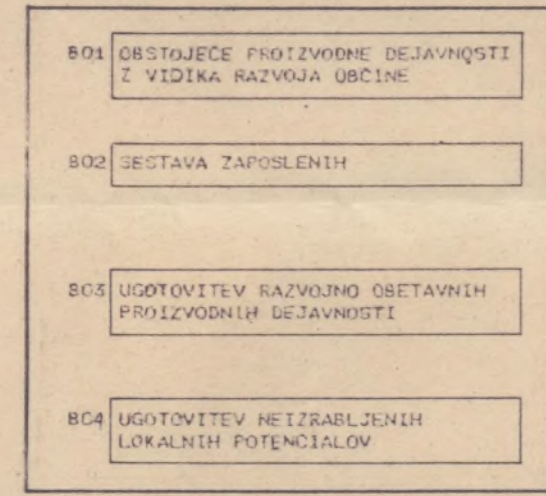 801 OBSTOJEČE PROIZVODNE DEJAVNOSTI
Z VIDIKA RAZVOJA OBČINE
802 SESTAVA ZAPOSLENIH
803 UGOTOVITEV RAZVOJNO OBETAVNIH
PROIZVODNIH DEJAVNOSTI
804 UGOTOVITEV NEIZRABLJENIH
LOKALNIH POTENCIALOV